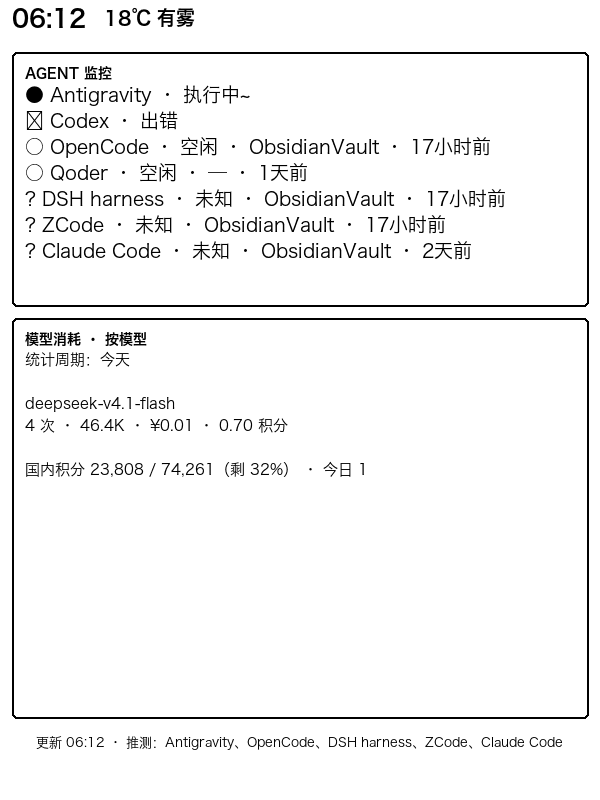 06:12 18°C 有雾
AGENT 监控
● Antigravity · 执行中~
☒ Codex · 出错
○ OpenCode · 空闲 · ObsidianVault · 17小时前
○ Qoder · 空闲 · — · 1天前
? DSH harness · 未知 · ObsidianVault · 17小时前
? ZCode · 未知 · ObsidianVault · 17小时前
? Claude Code · 未知 · ObsidianVault · 2天前
模型消耗 · 按模型
统计周期: 今天
deepseek-v4.1-flash
4 次 · 46.4K · ¥0.01 · 0.70 积分
国内积分 23,808 / 74,261（剩 32%） · 今日 1
更新 06:12 · 推测: Antigravity、OpenCode、DSH harness、ZCode、Claude Code